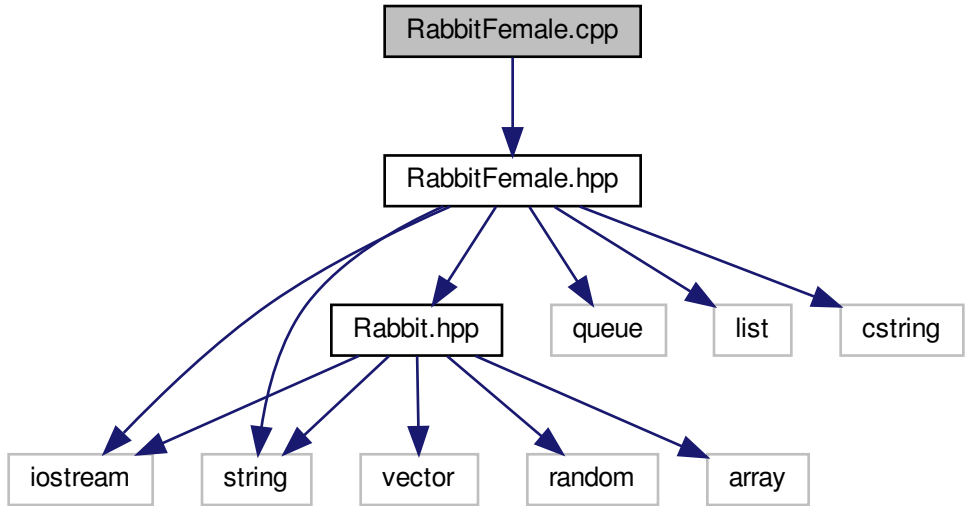 RabbitFemale.cpp
RabbitFemale.hpp
Rabbit.hpp
queue
list
cstring
iostream
string
vector
random
array